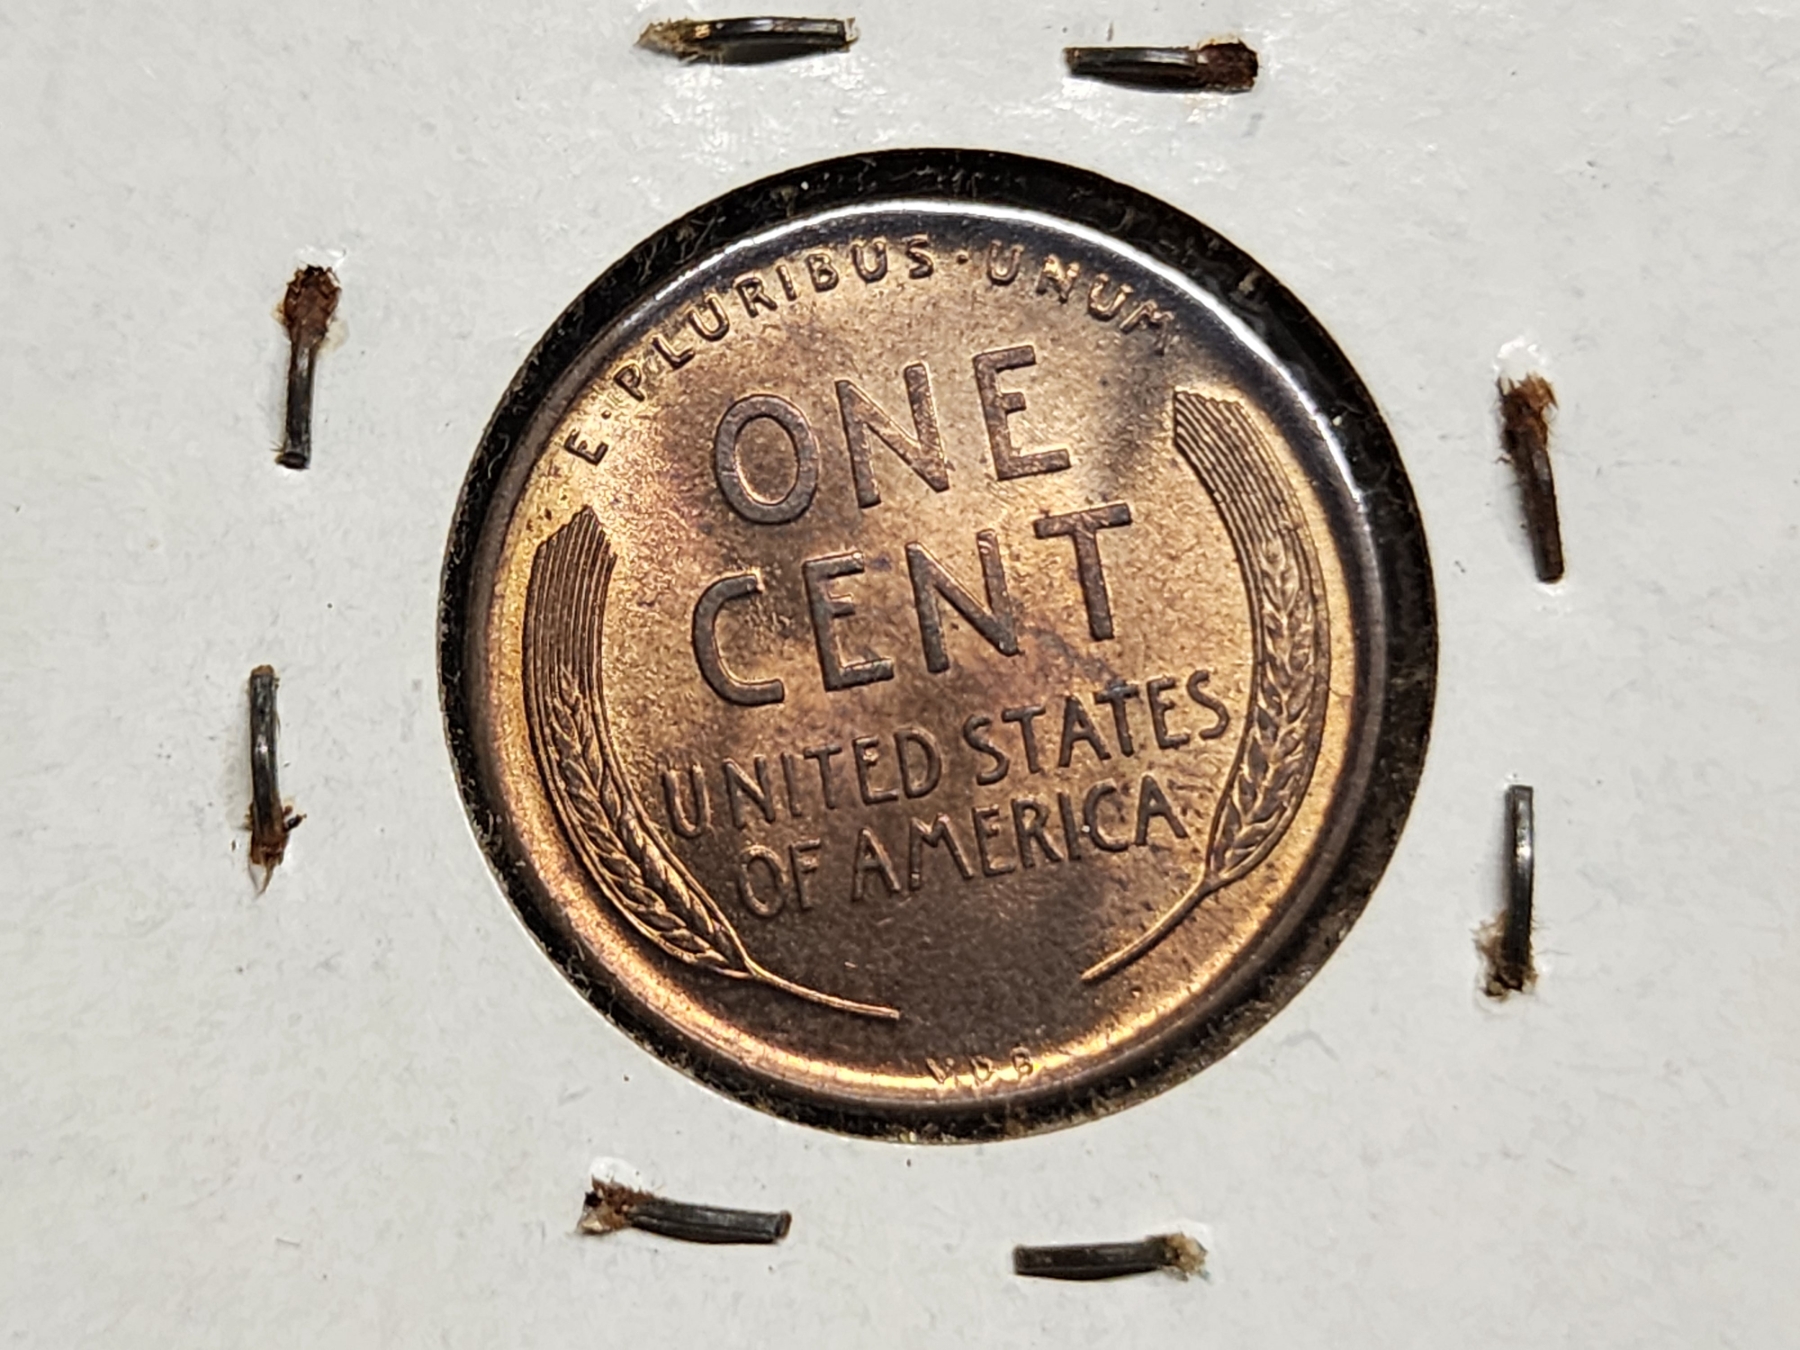 E·PLURIBUS·UNUM
ONE
CENT
UNITED STATES
OF AMERICA
V.D.B.